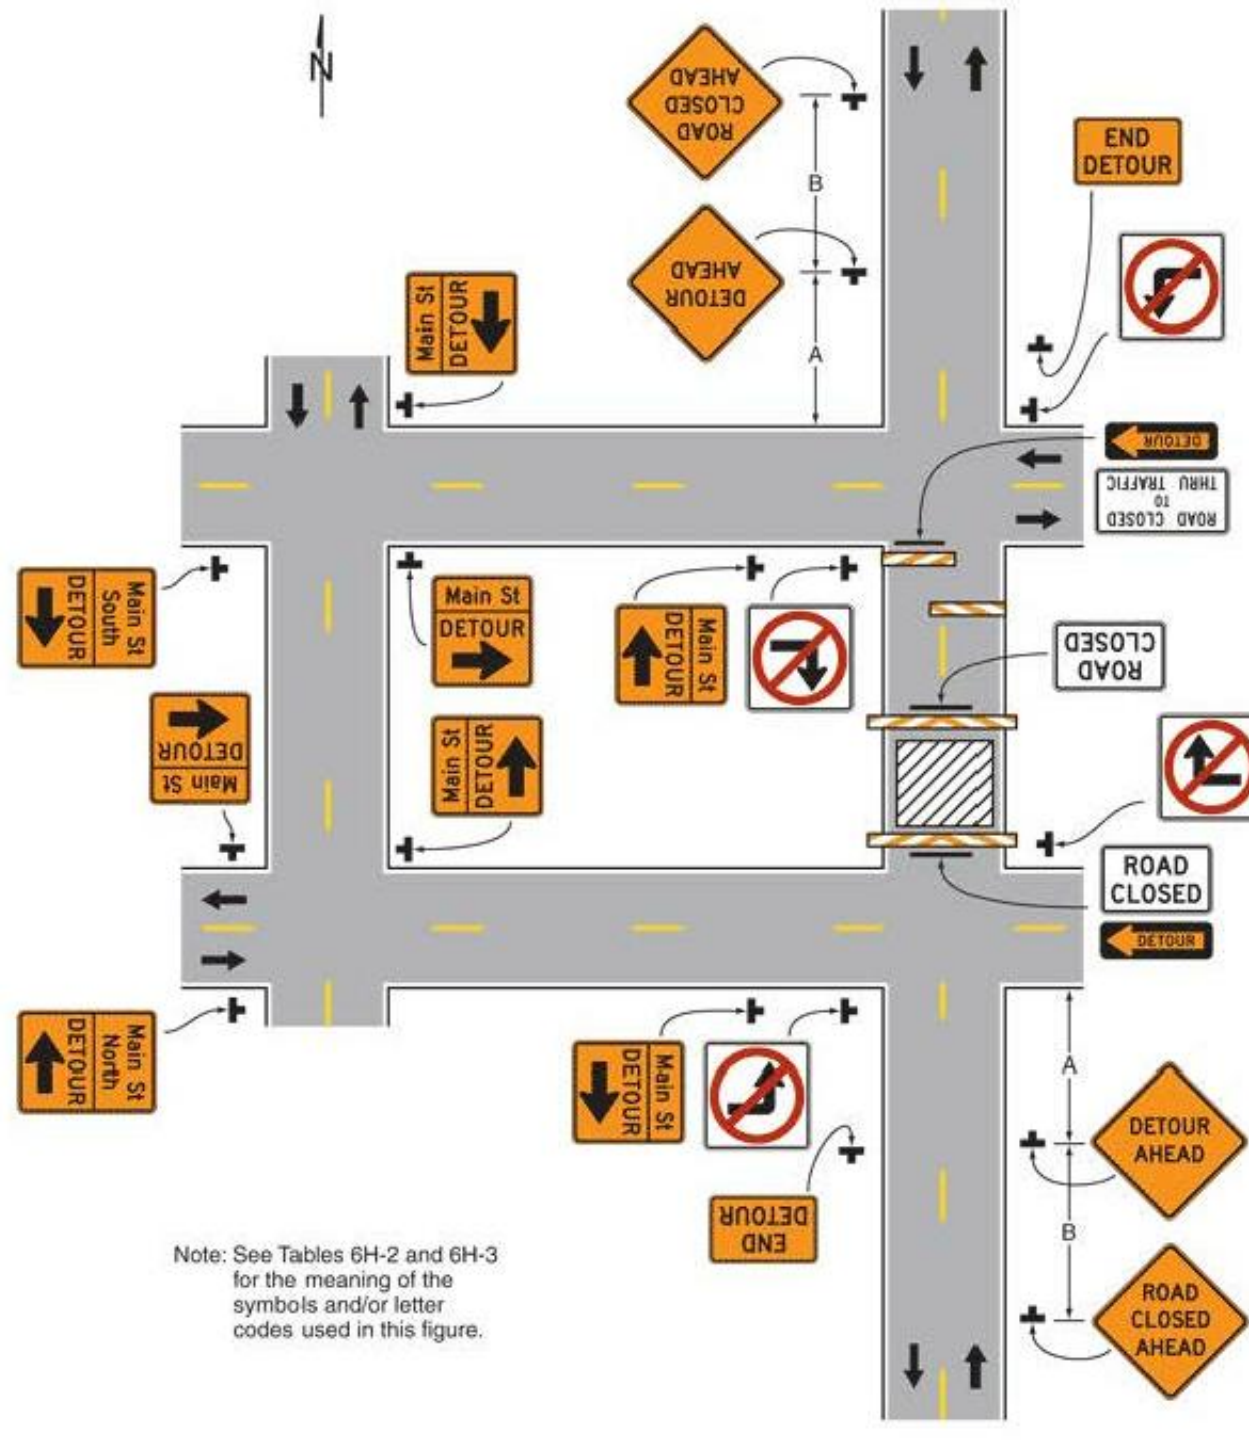 N
ROAD
CLOSED
AHEAD
B
END
DETOUR
DETOUR
AHEAD
Main St
DETOUR
A
DETOUR
ROAD CLOSED
TO
THRU TRAFFIC
Main St
South
DETOUR
Main St
DETOUR
Main St
DETOUR
ROAD
CLOSED
Main St
DETOUR
Main St
DETOUR
ROAD
CLOSED
DETOUR
Main St
North
DETOUR
Main St
DETOUR
A
DETOUR
AHEAD
END
DETOUR
B
ROAD
CLOSED
AHEAD
Note: See Tables 6H-2 and 6H-3
for the meaning of the
symbols and/or letter
codes used in this figure.